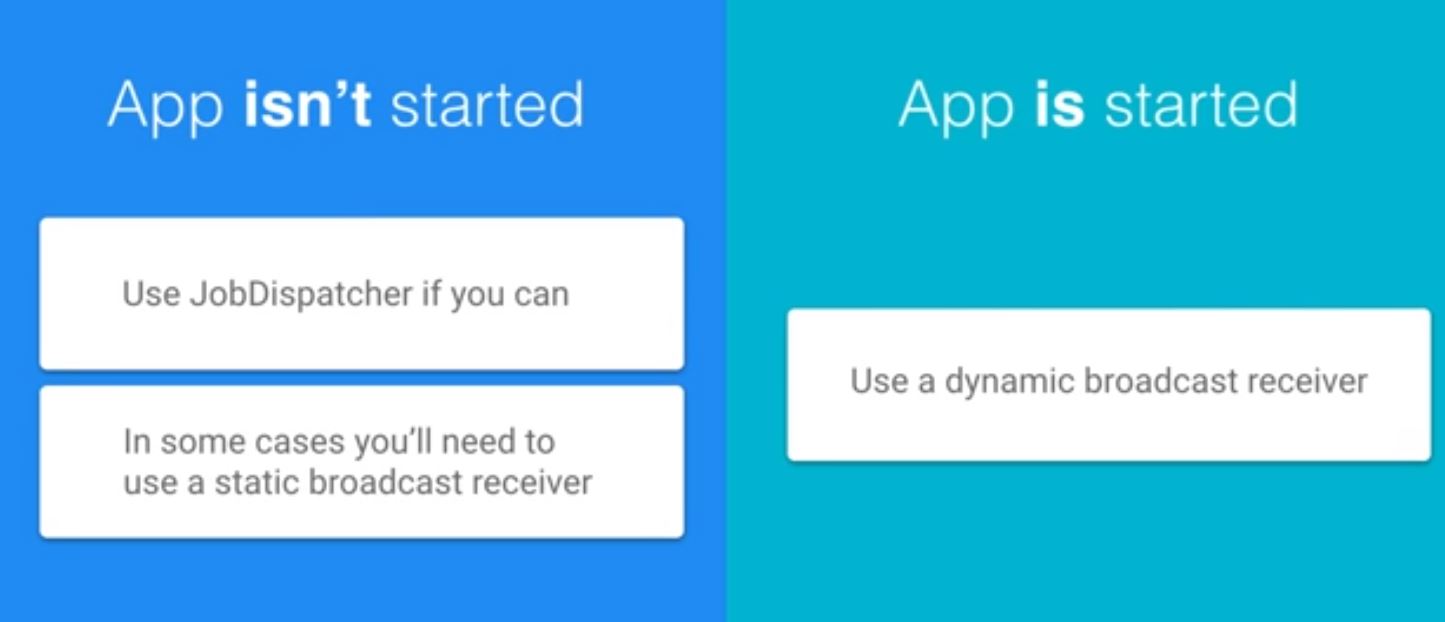 App isn’t started
Use JobDispatcher if you can
In some cases you’ll need to
use a static broadcast receiver
App is started
Use a dynamic broadcast receiver